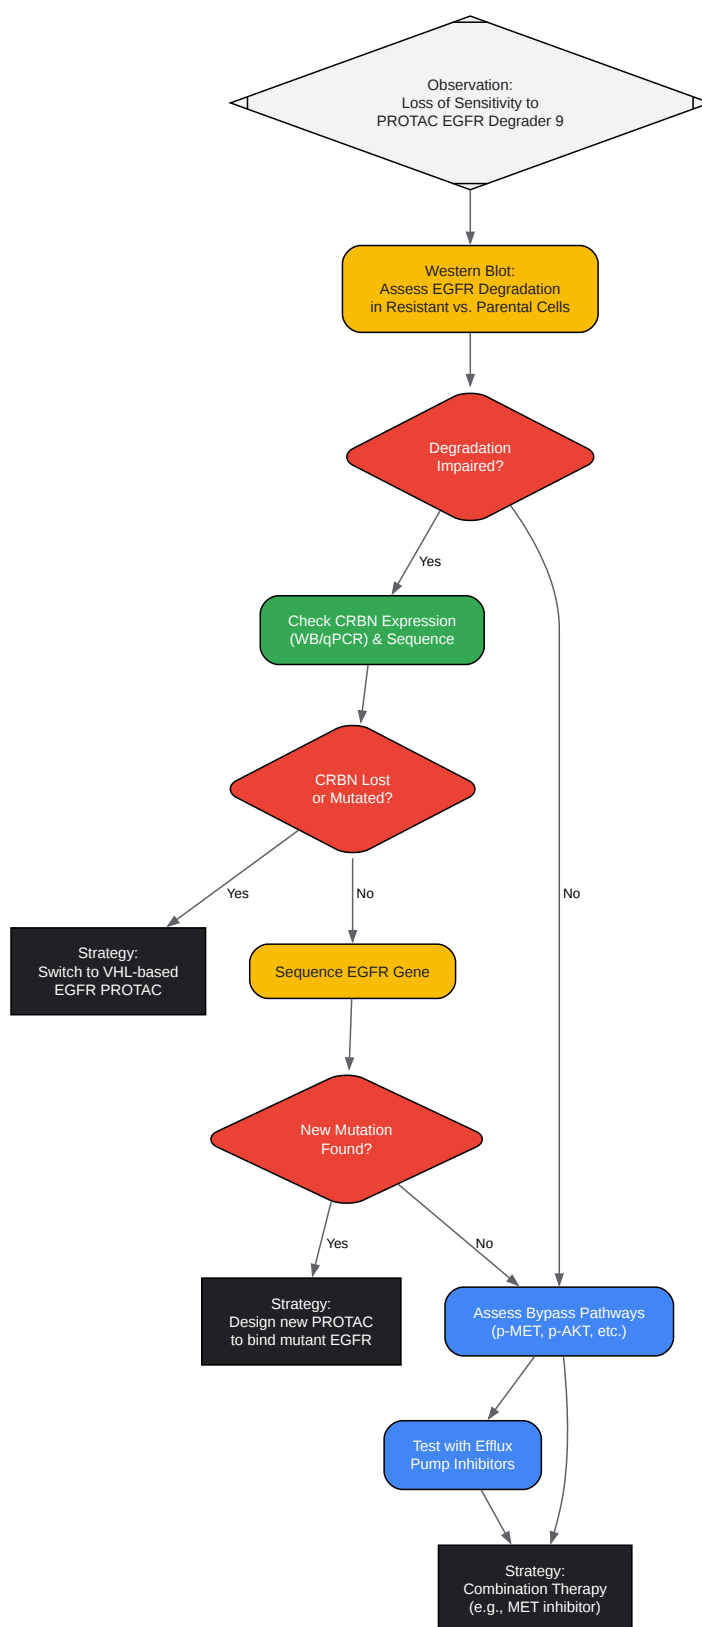 Observation:
Loss of Sensitivity to
PROTAC EGFR Degrader 9
Western Blot:
Assess EGFR Degradation
in Resistant vs. Parental Cells
Degradation
Impaired?
Yes
Check CRBN Expression
(WB/qPCR) & Sequence
CRBN Lost
or Mutated?
Yes
No
No
Strategy:
Switch to VHL-based
EGFR PROTAC
Sequence EGFR Gene
New Mutation
Found?
Yes
No
Strategy:
Design new PROTAC
to bind mutant EGFR
Assess Bypass Pathways
(p-MET, p-AKT, etc.)
Test with Efflux
Pump Inhibitors
Strategy:
Combination Therapy
(e.g., MET inhibitor)